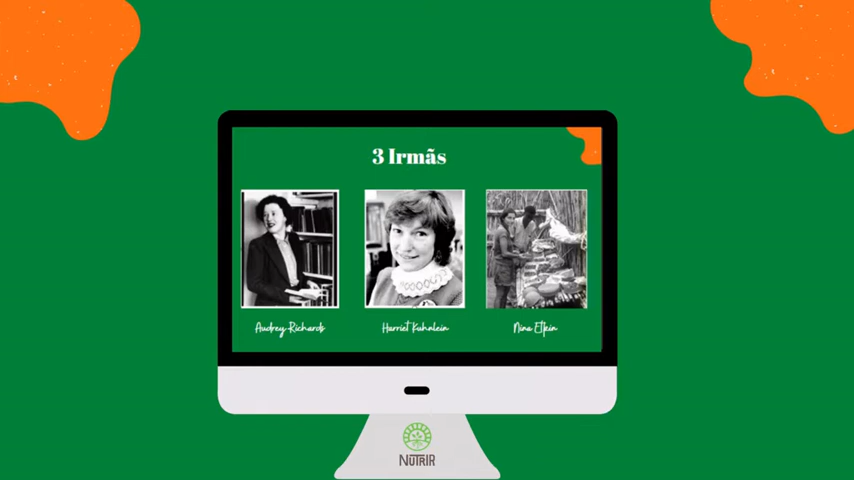 3 Irmãs
Audrey Richards
Harriet Kuhnlein
Nina Etkin
NUTRIR